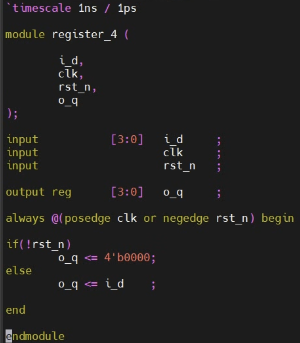 `timescale 1ns / 1ps
module register_4 (
i_d,
clk,
rst_n,
o_q
);
input [3:0] i_d ;
input clk ;
input rst_n ;
output reg [3:0] o_q ;
always @(posedge clk or negedge rst_n) begin
if(!rst_n)
o_q <= 4'b0000;
else
o_q <= i_d ;
end
endmodule